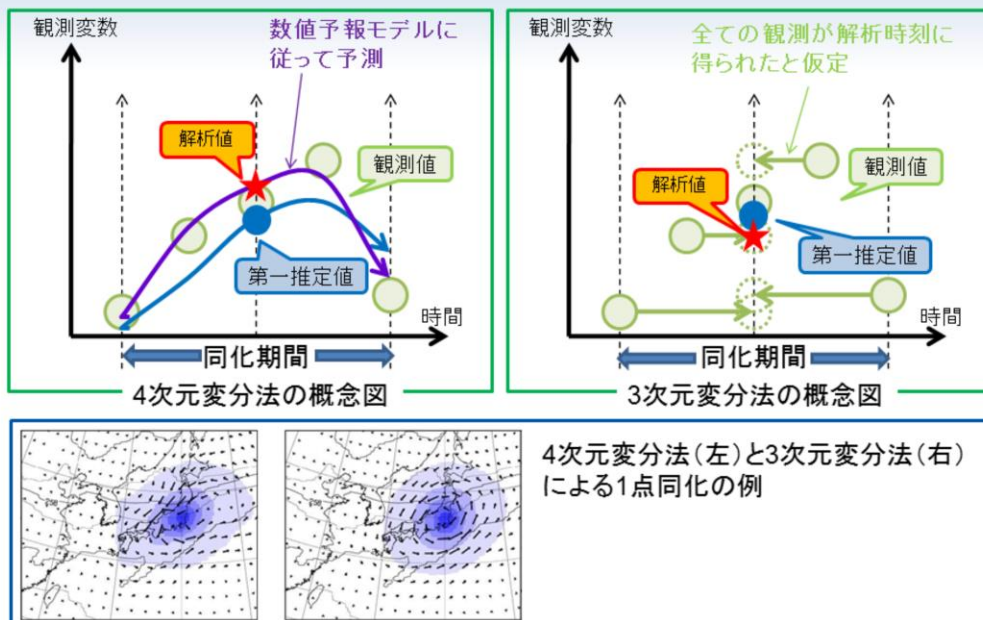 観測変数
数値予報モデルに
従って予測
解析値
観測値
第一推定値
時間
同化期間
4次元変分法の概念図
観測変数
全ての観測が解析時刻に
得られたと仮定
解析値
観測値
第一推定値
時間
同化期間
3次元変分法の概念図
4次元変分法(左)と3次元変分法(右)
による1点同化の例